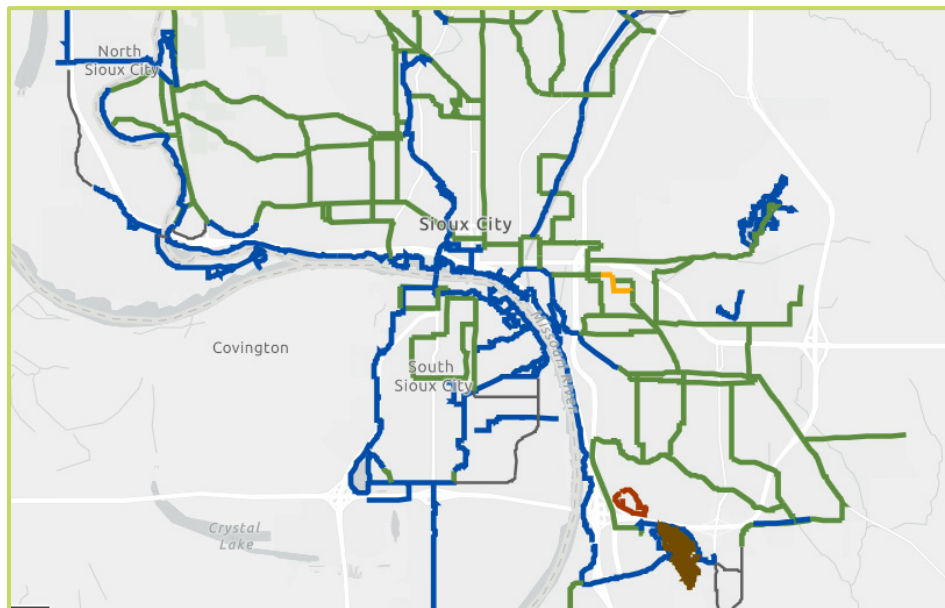 North
Sioux City
Sioux City
Missouri River
Covington
South
Sioux City
Crystal
Lake